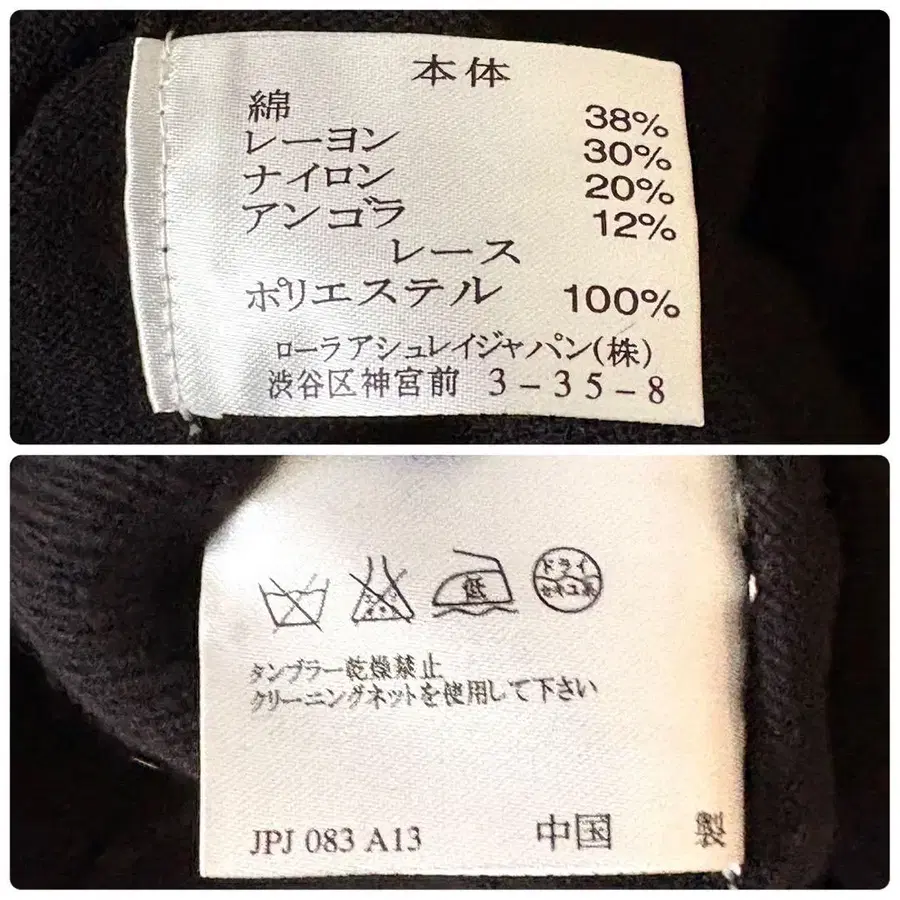 本体
綿 38%
レーヨン 30%
ナイロン 20%
アンゴラ 12%
レース
ポリエステル 100%
ローラアシュレイジャパン(株)
渋谷区神宮前 3-35-8
低
ドライ
セキユ系
タンブラー乾燥禁止
クリーニングネットを使用して下さい
JPJ 083 A13 中国 製